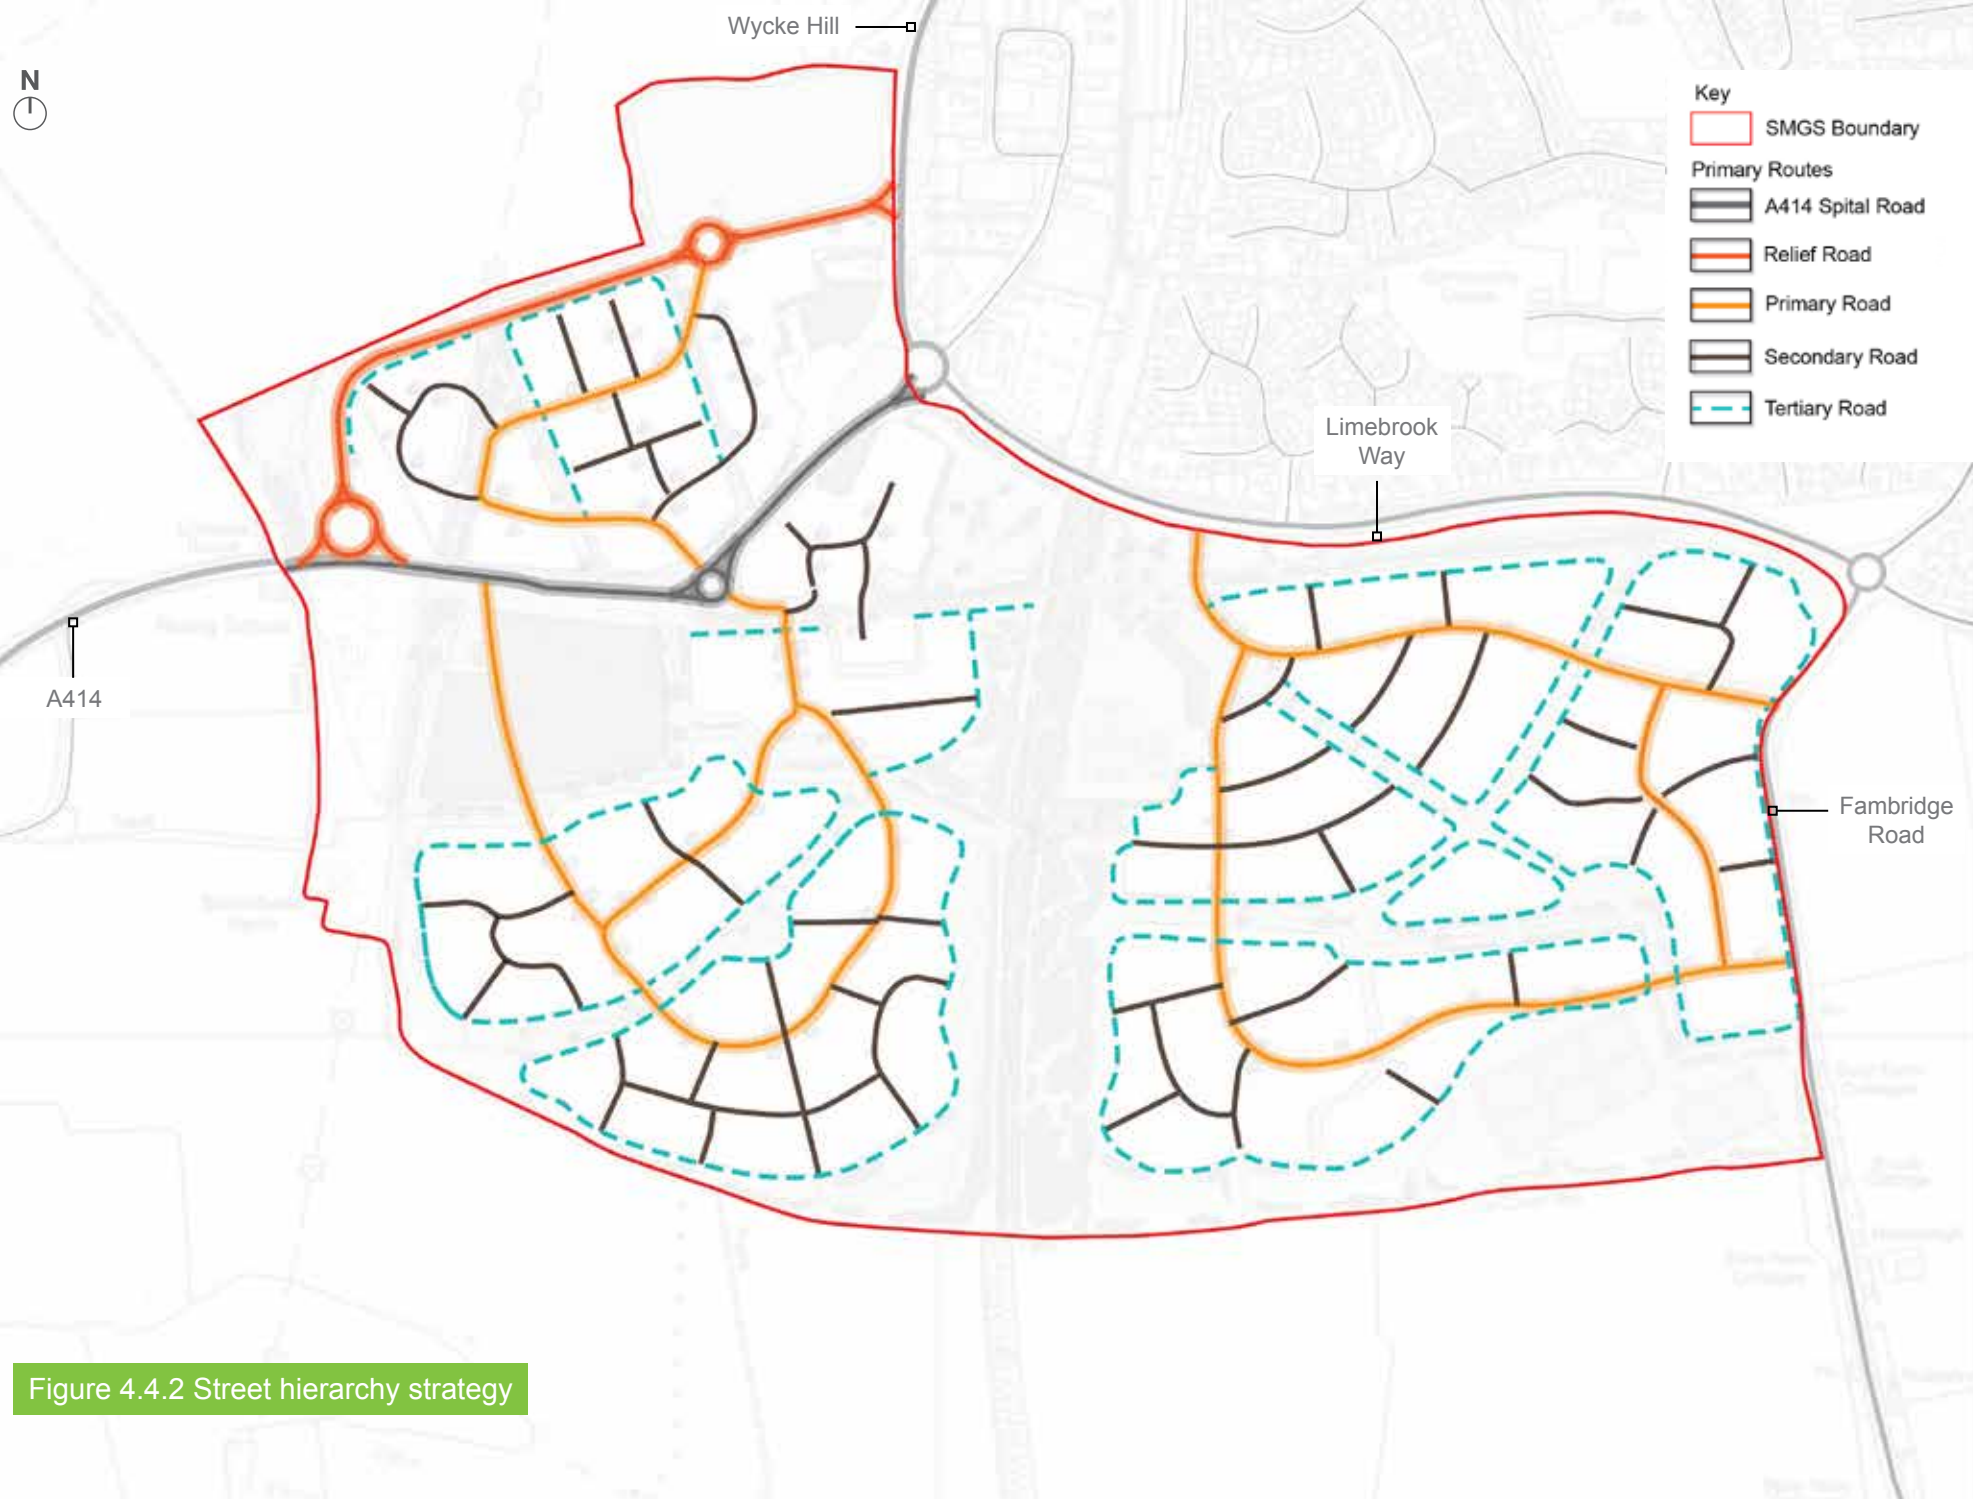 Wycke Hill
N
Key
SMGS Boundary
Primary Routes
A414 Spital Road
Relief Road
Primary Road
Secondary Road
Tertiary Road
Limebrook
Way
A414
Fambridge
Road
Figure 4.4.2 Street hierarchy strategy